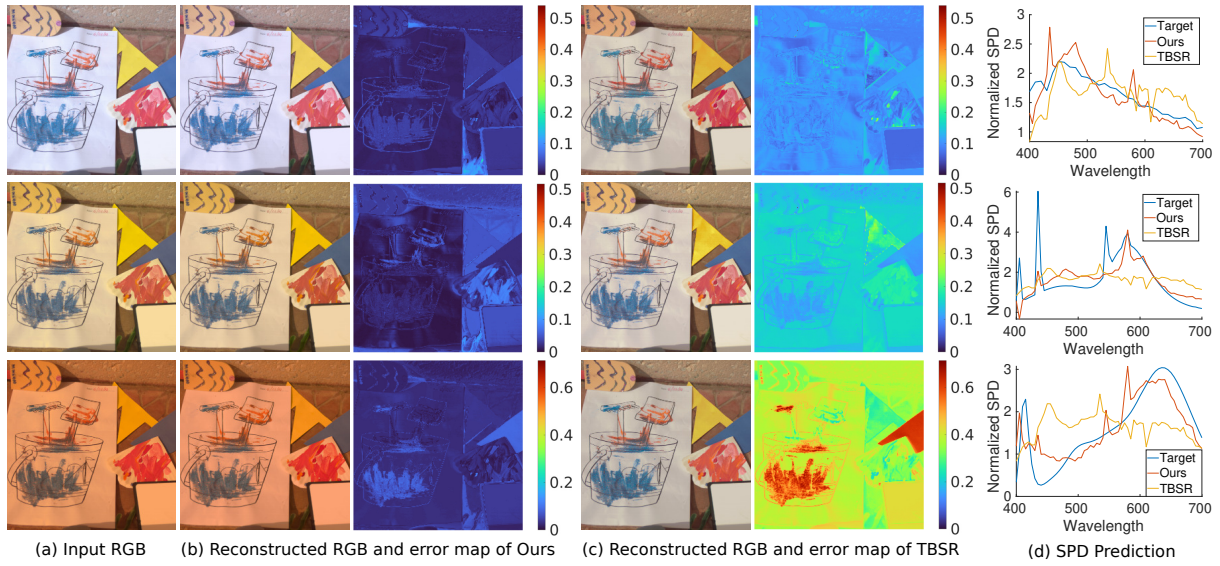 0.5
0.4
0.3
0.2
0.1
0
0.5
0.4
0.3
0.2
0.1
0
3
2.5
2
1.5
1
Normalized SPD
Target
Ours
TBSR
400 500 600 700
Wavelength
0.5
0.4
0.3
0.2
0.1
0
0.5
0.4
0.3
0.2
0.1
0
6
4
2
0
Normalized SPD
Target
Ours
TBSR
400 500 600 700
Wavelength
0.6
0.4
0.2
0
0.6
0.4
0.2
0
3
2
1
0
Normalized SPD
Target
Ours
TBSR
400 500 600 700
Wavelength
(a) Input RGB
(b) Reconstructed RGB and error map of Ours
(c) Reconstructed RGB and error map of TBSR
(d) SPD Prediction